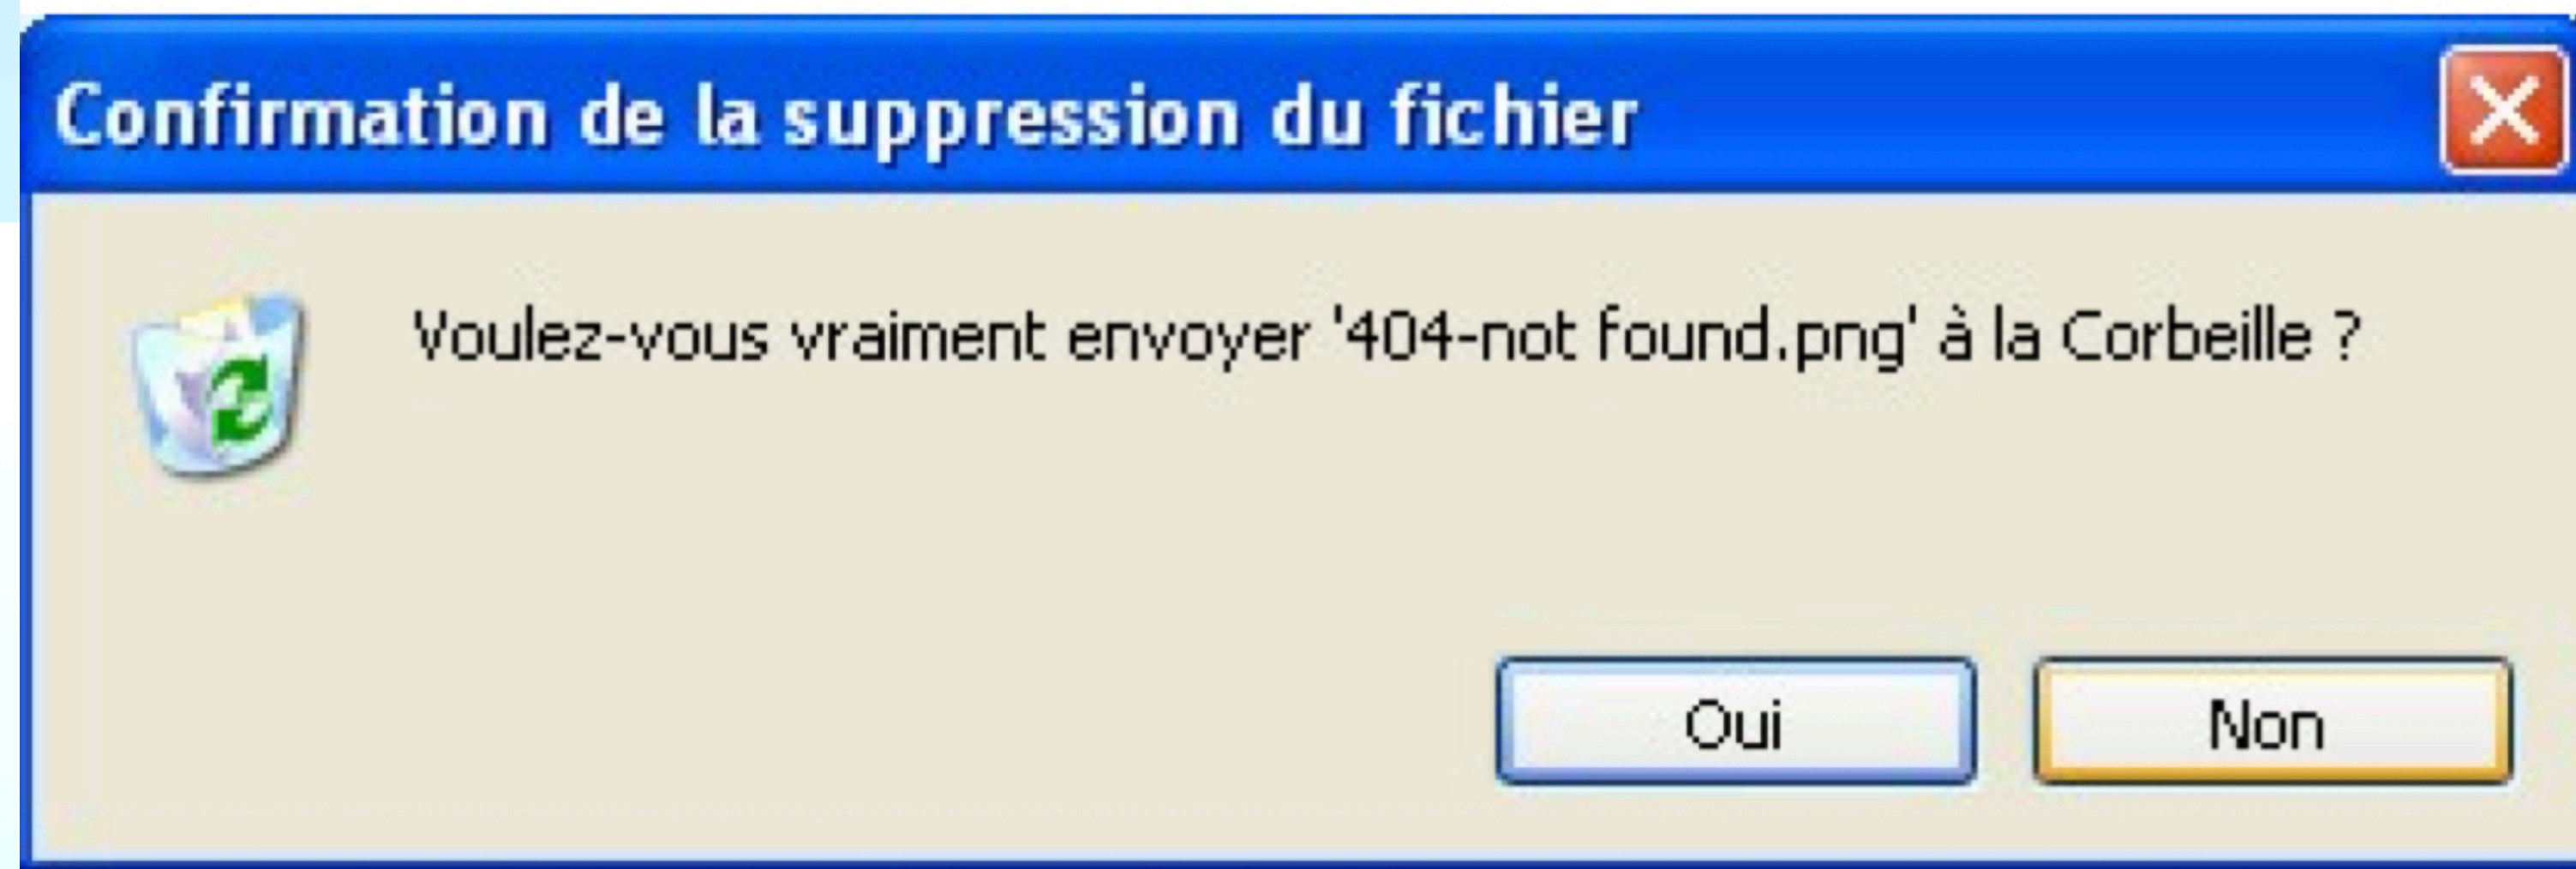 Confirmation de la suppression du fichier
Voulez-vous vraiment envoyer '404-not found.png' à la Corbeille ?
Oui
Non